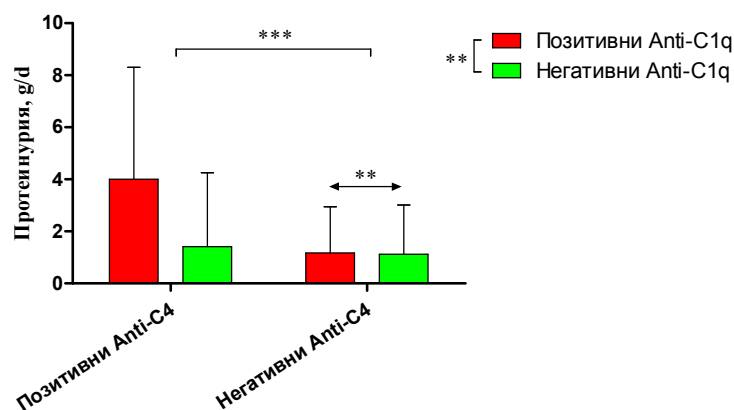 10
8
6
4
2
0
Протеинурия, g/d
***
**
** Позитивни Anti-C1q
Негативни Anti-C1q
Позитивни Anti-C4
Негативни Anti-C4